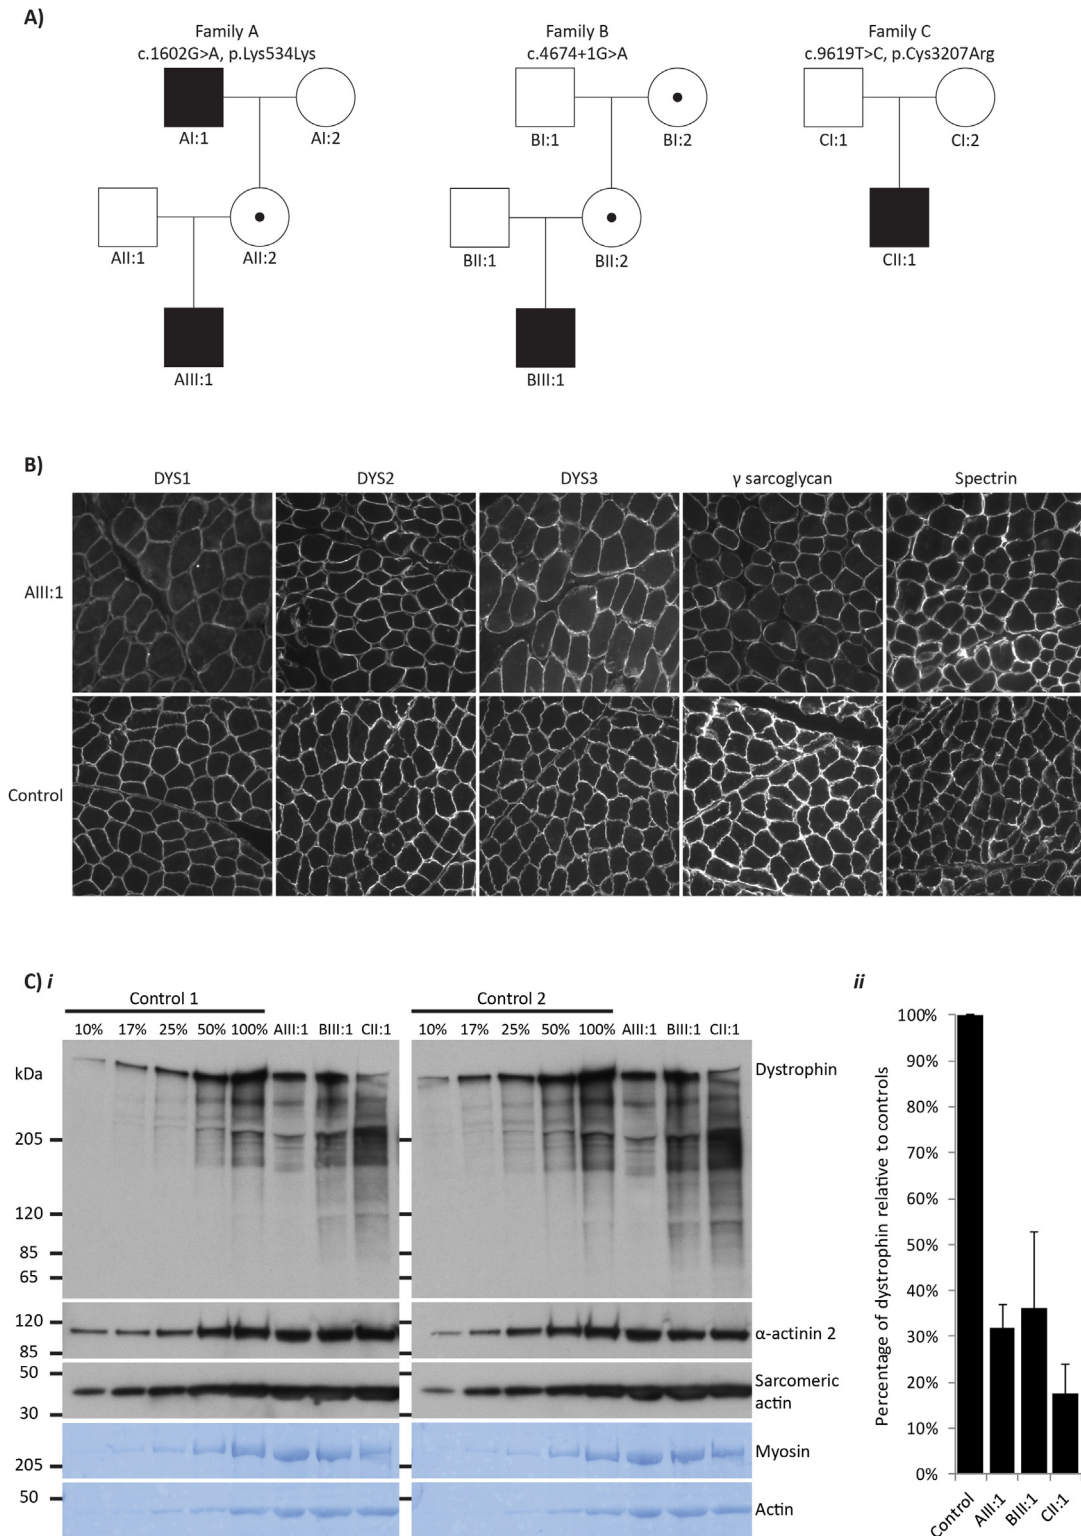 A)
Family A
c.1602G>A, p.Lys534Lys
Family B
c.4674+1G>A
Family C
c.9619T>C, p.Cys3207Arg
AI:1
AI:2
BI:1
BI:2
CI:1
CI:2
AII:1
AII:2
BII:1
BII:2
CII:1
AIII:1
BIII:1
B)
DYS1
DYS2
DYS3
γ sarcoglycan
Spectrin
AIII:1
Control
C) i
Control 1
10% 17% 25% 50% 100% AIII:1 BIII:1 CII:1
Control 2
10% 17% 25% 50% 100% AIII:1 BIII:1 CII:1
kDa
205
120
85
65
Dystrophin
120
85
α-actinin 2
50
30
Sarcomeric
actin
205
Myosin
50
Actin
ii
Percentage of dystrophin relative to controls
100%
90%
80%
70%
60%
50%
40%
30%
20%
10%
0%
Control
AIII:1
BIII:1
CII:1